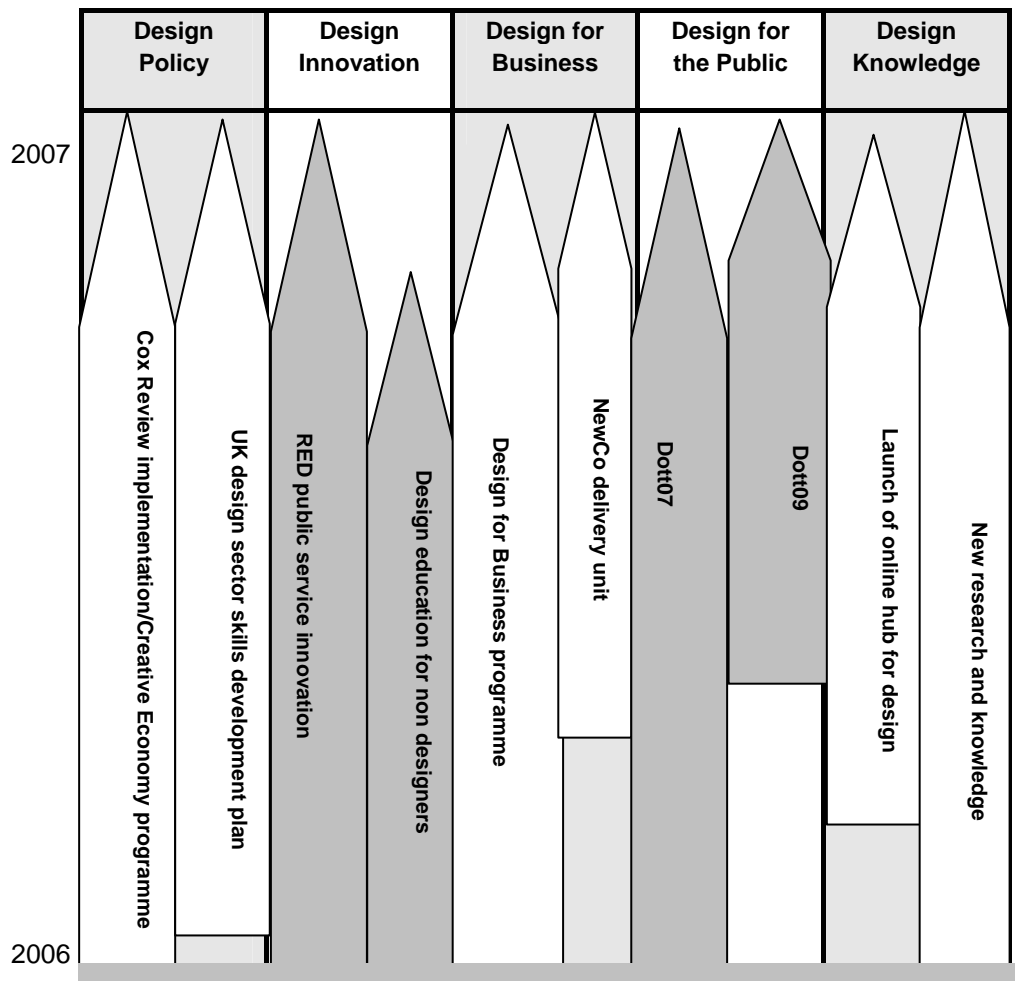 Design
Policy
Design
Innovation
Design for
Business
Design for
the Public
Design
Knowledge
2007
Cox Review implementation/Creative Economy programme
UK design sector skills development plan
RED public service innovation
Design education for non designers
Design for Business programme
NewCo delivery unit
Dott07
Dott09
Launch of online hub for design
New research and knowledge
2006